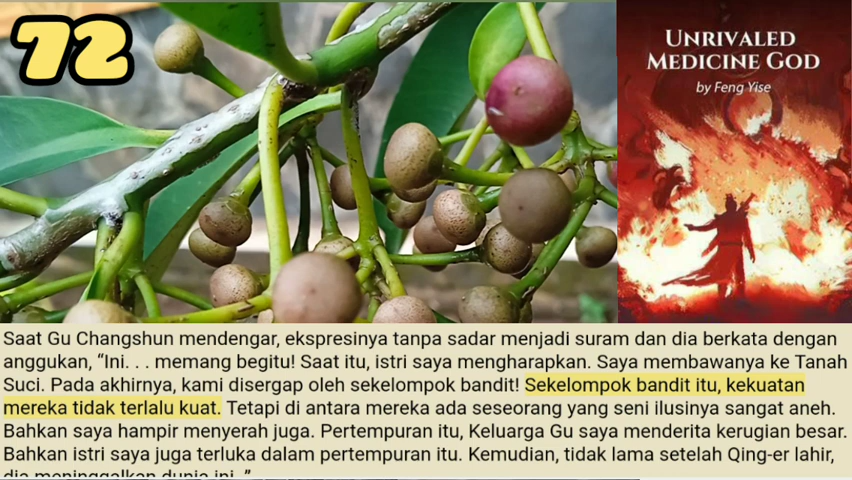 72
UNRIVALED
MEDICINE GOD
by Feng Yise
Saat Gu Changshun mendengar, ekspresinya tanpa sadar menjadi suram dan dia berkata dengan
anggukan, “Ini. . . memang begitu! Saat itu, istri saya mengharapkan. Saya membawanya ke Tanah
Suci. Pada akhirnya, kami disergap oleh sekelompok bandit! Sekelompok bandit itu, kekuatan
mereka tidak terlalu kuat. Tetapi di antara mereka ada seseorang yang seni ilusinya sangat aneh.
Bahkan saya hampir menyerah juga. Pertempuran itu, Keluarga Gu saya menderita kerugian besar.
Bahkan istri saya juga terluka dalam pertempuran itu. Kemudian, tidak lama setelah Qing-er lahir,
dia meninggalkan dunia ini.”